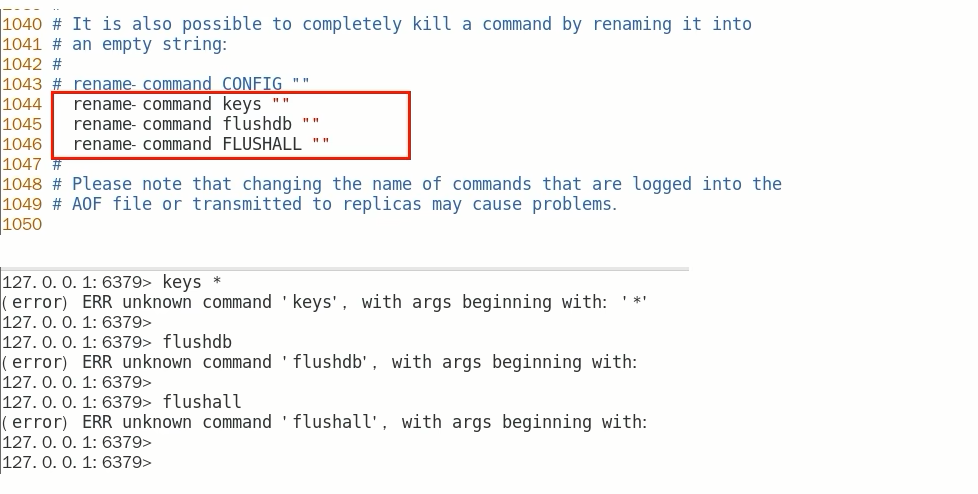 1040 # It is also possible to completely kill a command by renaming it into
1041 # an empty string:
1042 #
1043 # rename-command CONFIG ""
1044   rename-command keys ""
1045   rename-command flushdb ""
1046   rename-command FLUSHALL ""
1047 #
1048 # Please note that changing the name of commands that are logged into the
1049 # AOF file or transmitted to replicas may cause problems.
1050
127.0.0.1:6379> keys *
(error) ERR unknown command 'keys', with args beginning with: '*'
127.0.0.1:6379>
127.0.0.1:6379> flushdb
(error) ERR unknown command 'flushdb', with args beginning with:
127.0.0.1:6379>
127.0.0.1:6379> flushall
(error) ERR unknown command 'flushall', with args beginning with:
127.0.0.1:6379>
127.0.0.1:6379>